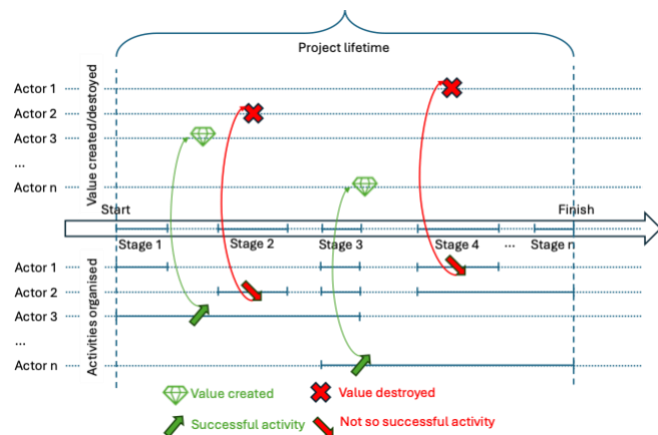 Project lifetime
Value created/destoyed
Actor 1
Actor 2
Actor 3
...
Actor n
Start
Finish
Stage 1
Stage 2
Stage 3
Stage 4
...
Stage n
Activities organised
Actor 1
Actor 2
Actor 3
...
Actor n
Value created
Value destroyed
Successful activity
Not so successful activity